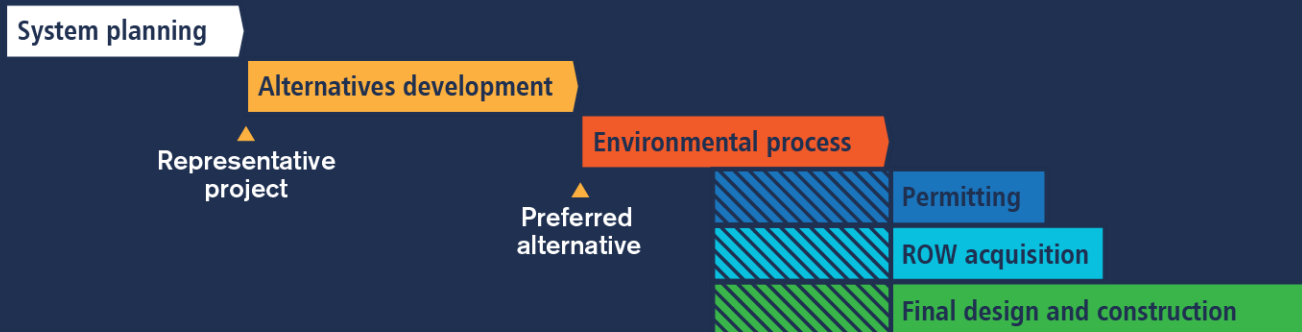 System planning
Alternatives development
Representative
project
Environmental process
Preferred
alternative
Permitting
ROW acquisition
Final design and construction